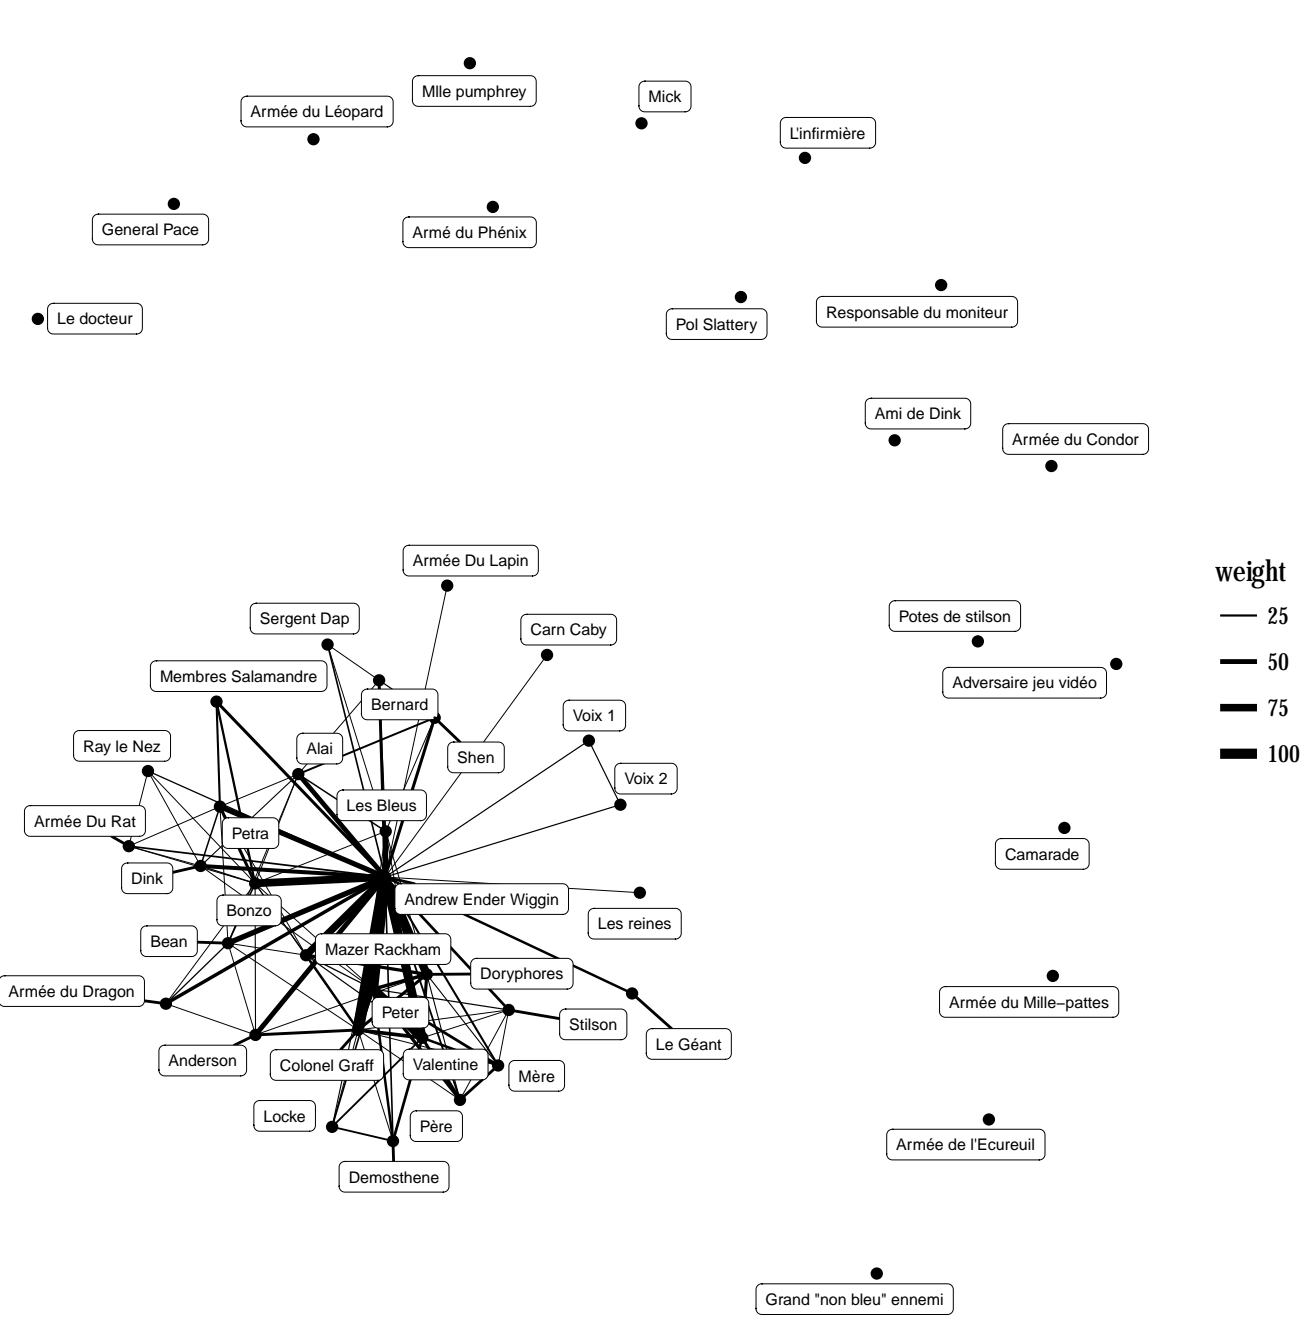 Mlle pumphrey
Mick
Armée du Léopard
L'infirmière
General Pace
Armé du Phénix
Le docteur
Responsable du moniteur
Pol Slattery
Ami de Dink
Armée du Condor
Armée Du Lapin
weight
25
50
75
100
Potes de stilson
Sergent Dap
Carn Caby
Membres Salamandre
Adversaire jeu vidéo
Bernard
Voix 1
Ray le Nez
Alai
Shen
Voix 2
Les Bleus
Armée Du Rat
Petra
Camarade
Dink
Andrew Ender Wiggin
Bonzo
Les reines
Bean
Mazer Rackham
Doryphores
Armée du Dragon
Armée du Mille–pattes
Peter
Stilson
Le Géant
Anderson
Colonel Graff
Valentine
Mère
Locke
Père
Armée de l'Ecureuil
Demosthene
Grand "non bleu" ennemi